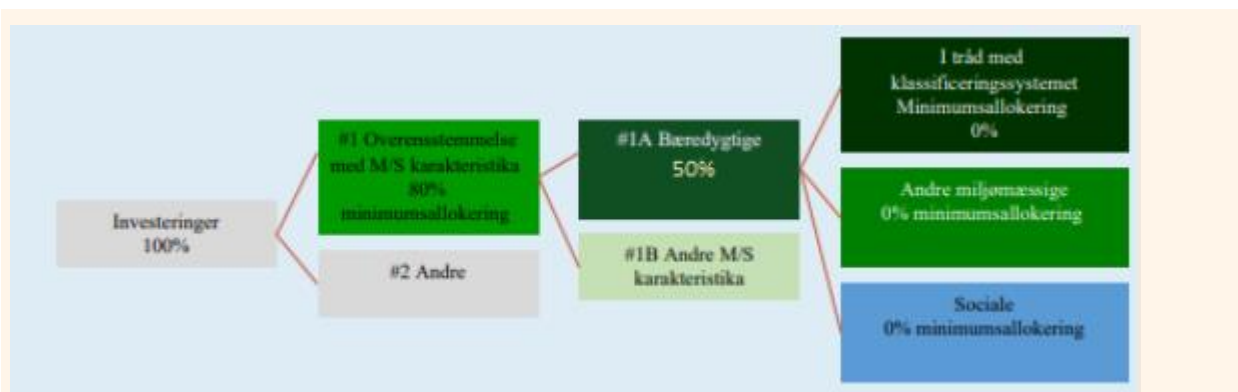 Investeringer
100%
#1 Overensstemmelse
med M/S karakteristika
80%
minimumsallokering
#2 Andre
#1A Bæredygtige
50%
#1B Andre M/S
karakteristika
I tråd med
klassificeringssystemet
Minimumsallokering
0%
Andre miljømæssige
0% minimumsallokering
Sociale
0% minimumsallokering